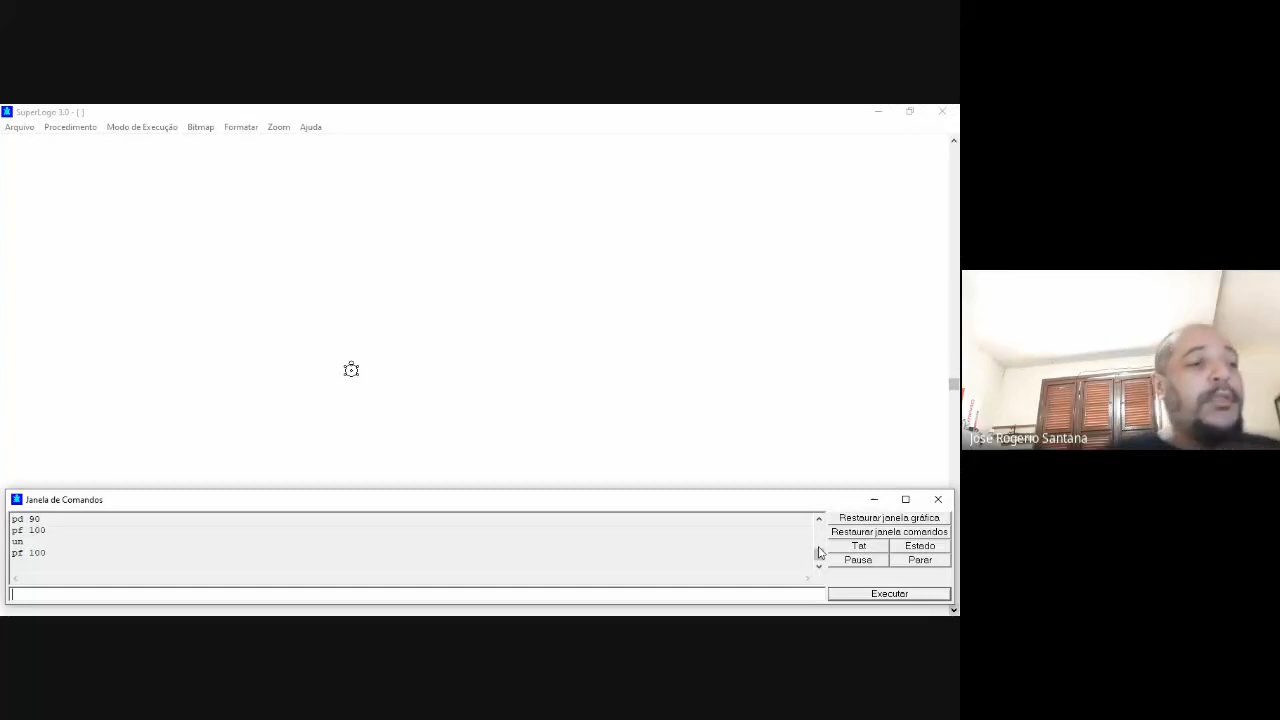 SuperLogo 3.0 - [ ]
Arquivo Procedimento Modo de Execução Bitmap Formatar Zoom Ajuda
Janela de Comandos
pd 90
pf 100
un
pf 100
Restaurar janela gráfica
Restaurar janela comandos
Tat Estado
Pausa Parar
Executar
José Rogério Santana